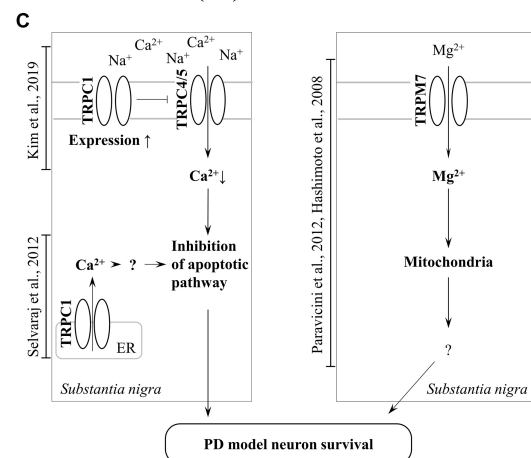 C
Kim et al., 2019
Na⁺
Ca²⁺
Na⁺
Ca²⁺
Na⁺
TRPC1
TRPC4/5
Expression ↑
Ca²⁺↓
Selvaraj et al., 2012
Inhibition
of apoptotic
pathway
Ca²⁺
?
TRPC1
ER
Substantia nigra
Paravicini et al., 2012, Hashimoto et al., 2008
Mg²⁺
TRPM7
Mg²⁺
Mitochondria
?
Substantia nigra
PD model neuron survival